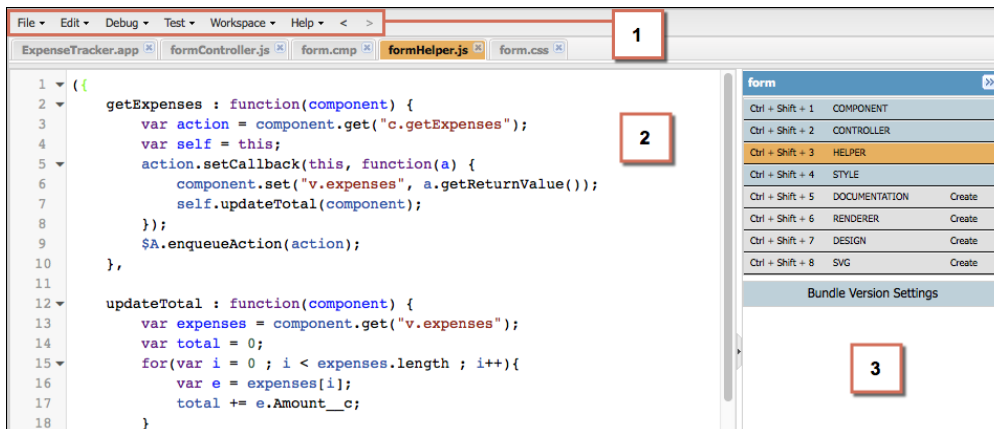 File Edit Debug Test Workspace Help < >
1
ExpenseTracker.app formController.js form.cmp formHelper.js form.css
1 ({
2 getExpenses : function(component) {
3 var action = component.get("c.getExpenses");
4 var self = this;
5 action.setCallback(this, function(a) {
6 component.set("v.expenses", a.getReturnValue());
7 self.updateTotal(component);
8 });
9 $A.enqueueAction(action);
10 },
11
12 updateTotal : function(component) {
13 var expenses = component.get("v.expenses");
14 var total = 0;
15 for(var i = 0 ; i < expenses.length ; i++){
16 var e = expenses[i];
17 total += e.Amount__c;
18 }
2
form
Ctrl + Shift + 1 COMPONENT
Ctrl + Shift + 2 CONTROLLER
Ctrl + Shift + 3 HELPER
Ctrl + Shift + 4 STYLE
Ctrl + Shift + 5 DOCUMENTATION Create
Ctrl + Shift + 6 RENDERER Create
Ctrl + Shift + 7 DESIGN Create
Ctrl + Shift + 8 SVG Create
Bundle Version Settings
3